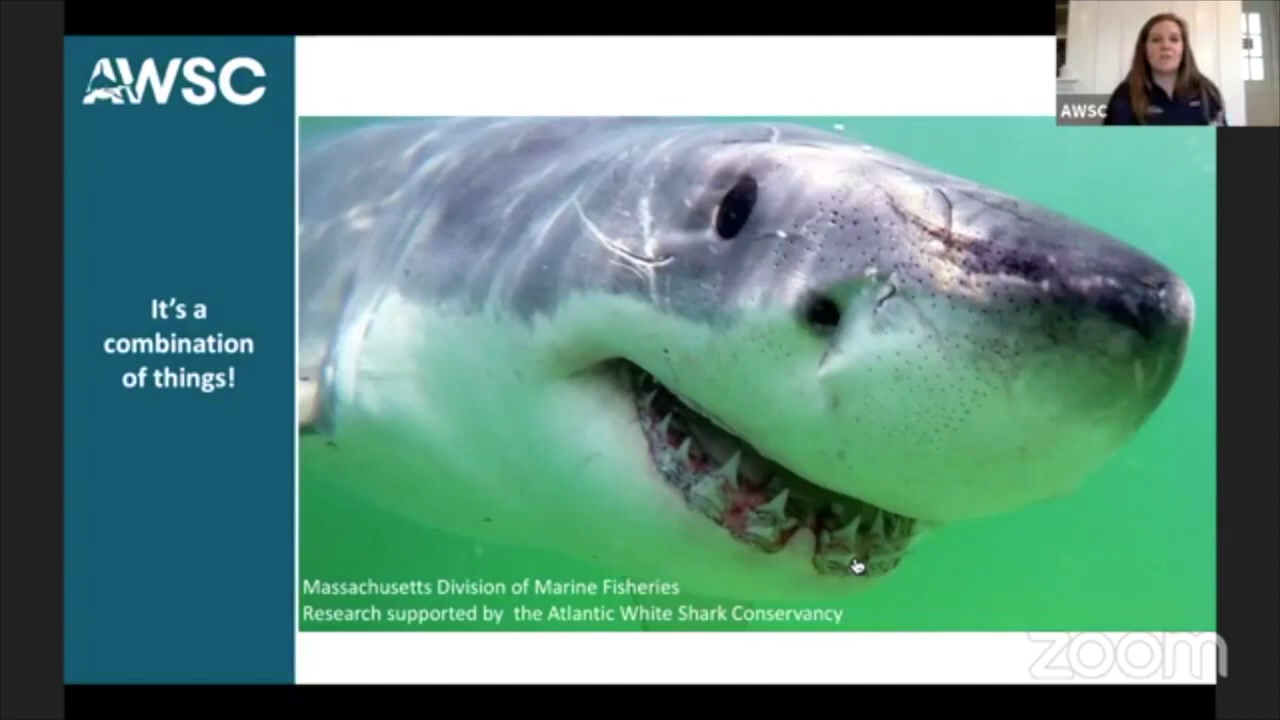 AWSC
AWSC
It's a
combination
of things!
Massachusetts Division of Marine Fisheries
Research supported by the Atlantic White Shark Conservancy
zoom